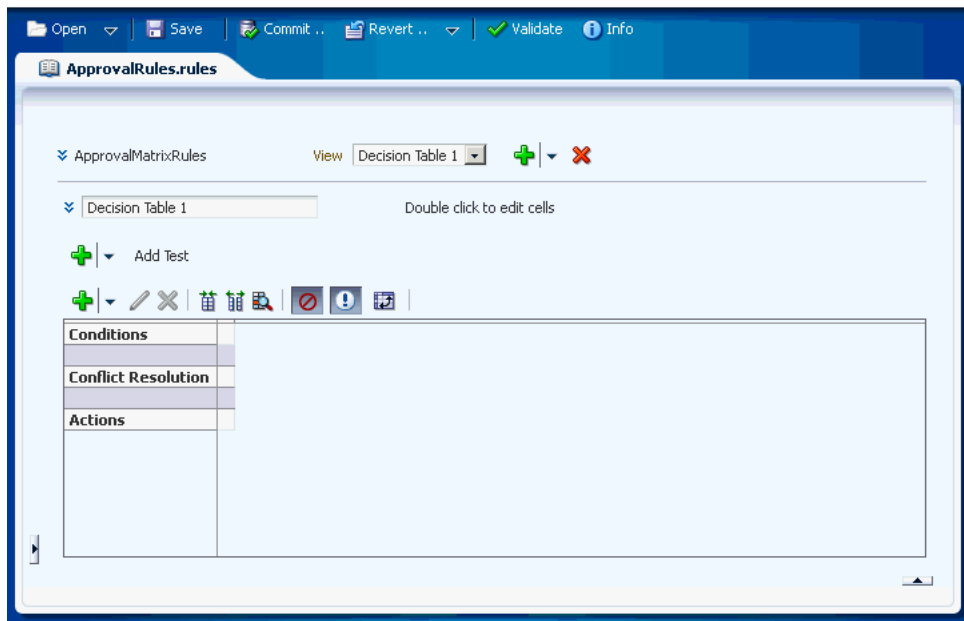 Open Save Commit .. Revert .. Validate Info
ApprovalRules.rules
ApprovalMatrixRules View Decision Table 1
Decision Table 1 Double click to edit cells
Add Test
Conditions
Conflict Resolution
Actions